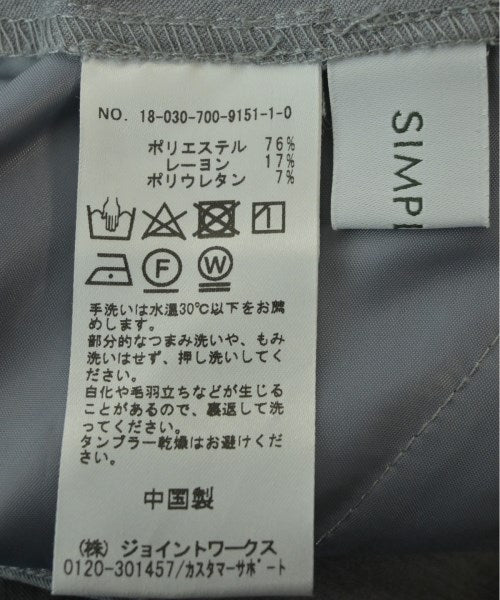 NO. 18-030-700-9151-1-0
ポリエステル 76%
レーヨン 17%
ポリウレタン 7%
F
W
手洗いは水温30℃以下をお薦
めします。
部分的なつまみ洗いや、もみ
洗いはせず、押し洗いしてく
ださい。
白化や毛羽立ちなどが生じる
ことがあるので、裏返して洗
ってください。
タンブラー乾燥はお避けくだ
さい。
中国製
(株) ジョイントワークス
0120-301457/カスタマーサポート
SIMPL